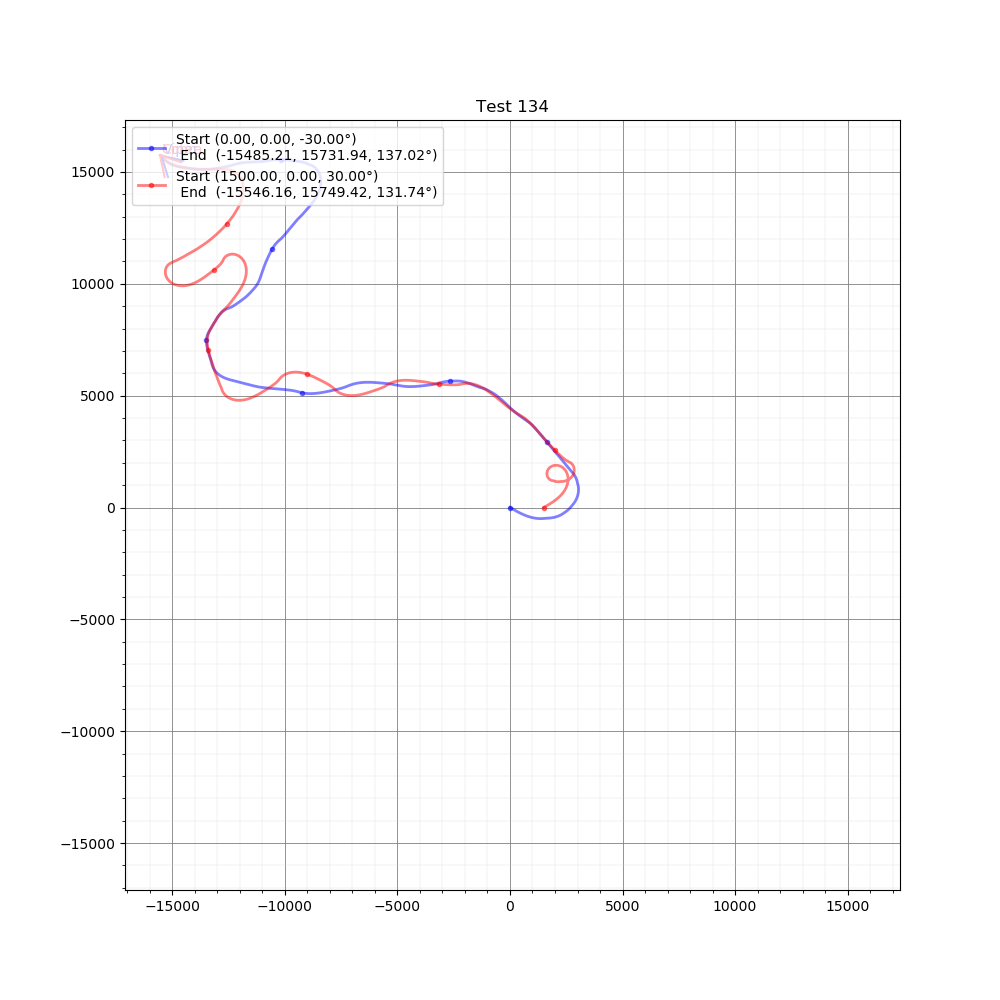 Test 134
Start (0.00, 0.00, -30.00°)
End  (-15485.21, 15731.94, 137.02°)
Start (1500.00, 0.00, 30.00°)
End  (-15546.16, 15749.42, 131.74°)
15000
10000
5000
0
−5000
−10000
−15000
−15000 −10000 −5000 0 5000 10000 15000